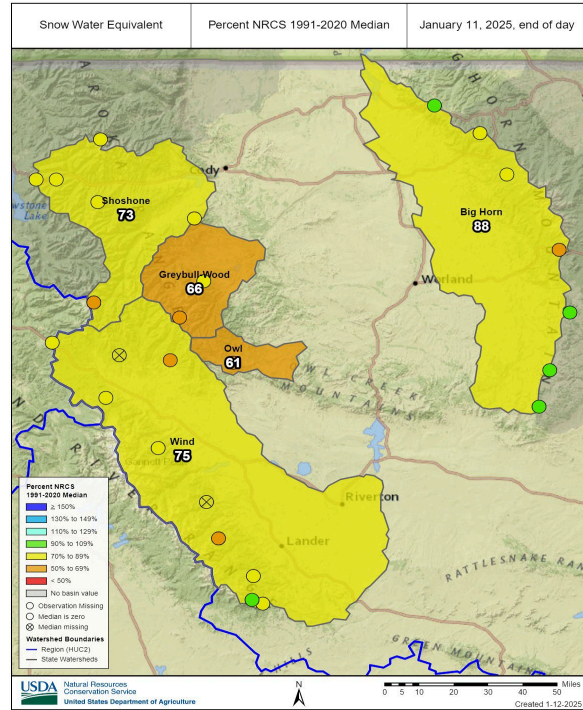 Snow Water Equivalent
Percent NRCS 1991-2020 Median
January 11, 2025, end of day
Cody
Shoshone
73
Big Horn
88
Greybull-Wood
66
Worland
Owl
61
OWL CREEK
MOUNTAINS
Wind
75
Riverton
Lander
RATTLESNAKE RAN
GREEN MOUNTAIN
Percent NRCS
1991-2020 Median
≥ 150%
130% to 149%
110% to 129%
90% to 109%
70% to 89%
50% to 69%
< 50%
No basin value
Observation Missing
Median is zero
Median missing
Watershed Boundaries
Region (HUC2)
State Watersheds
USDA
Natural Resources
Conservation Service
United States Department of Agriculture
N
Miles
0 5 10 20 30 40 50
Created 1-12-2025